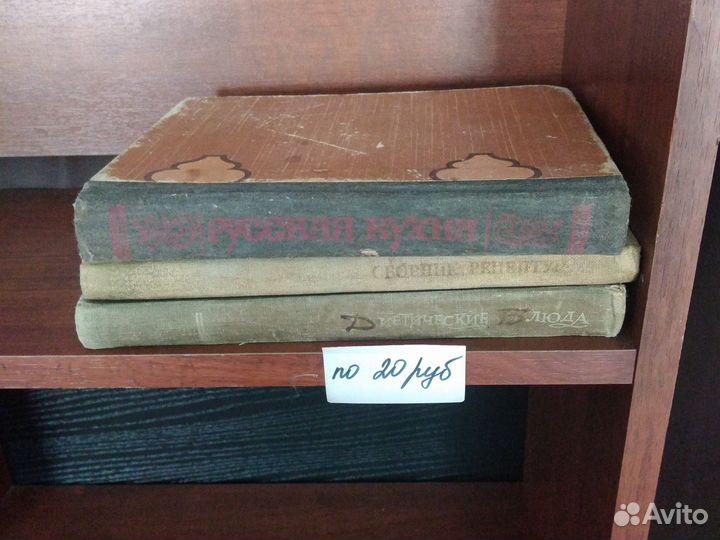 Русская кухня
Сборник рецептур
Диетические Блюда
по 20 руб
Avito